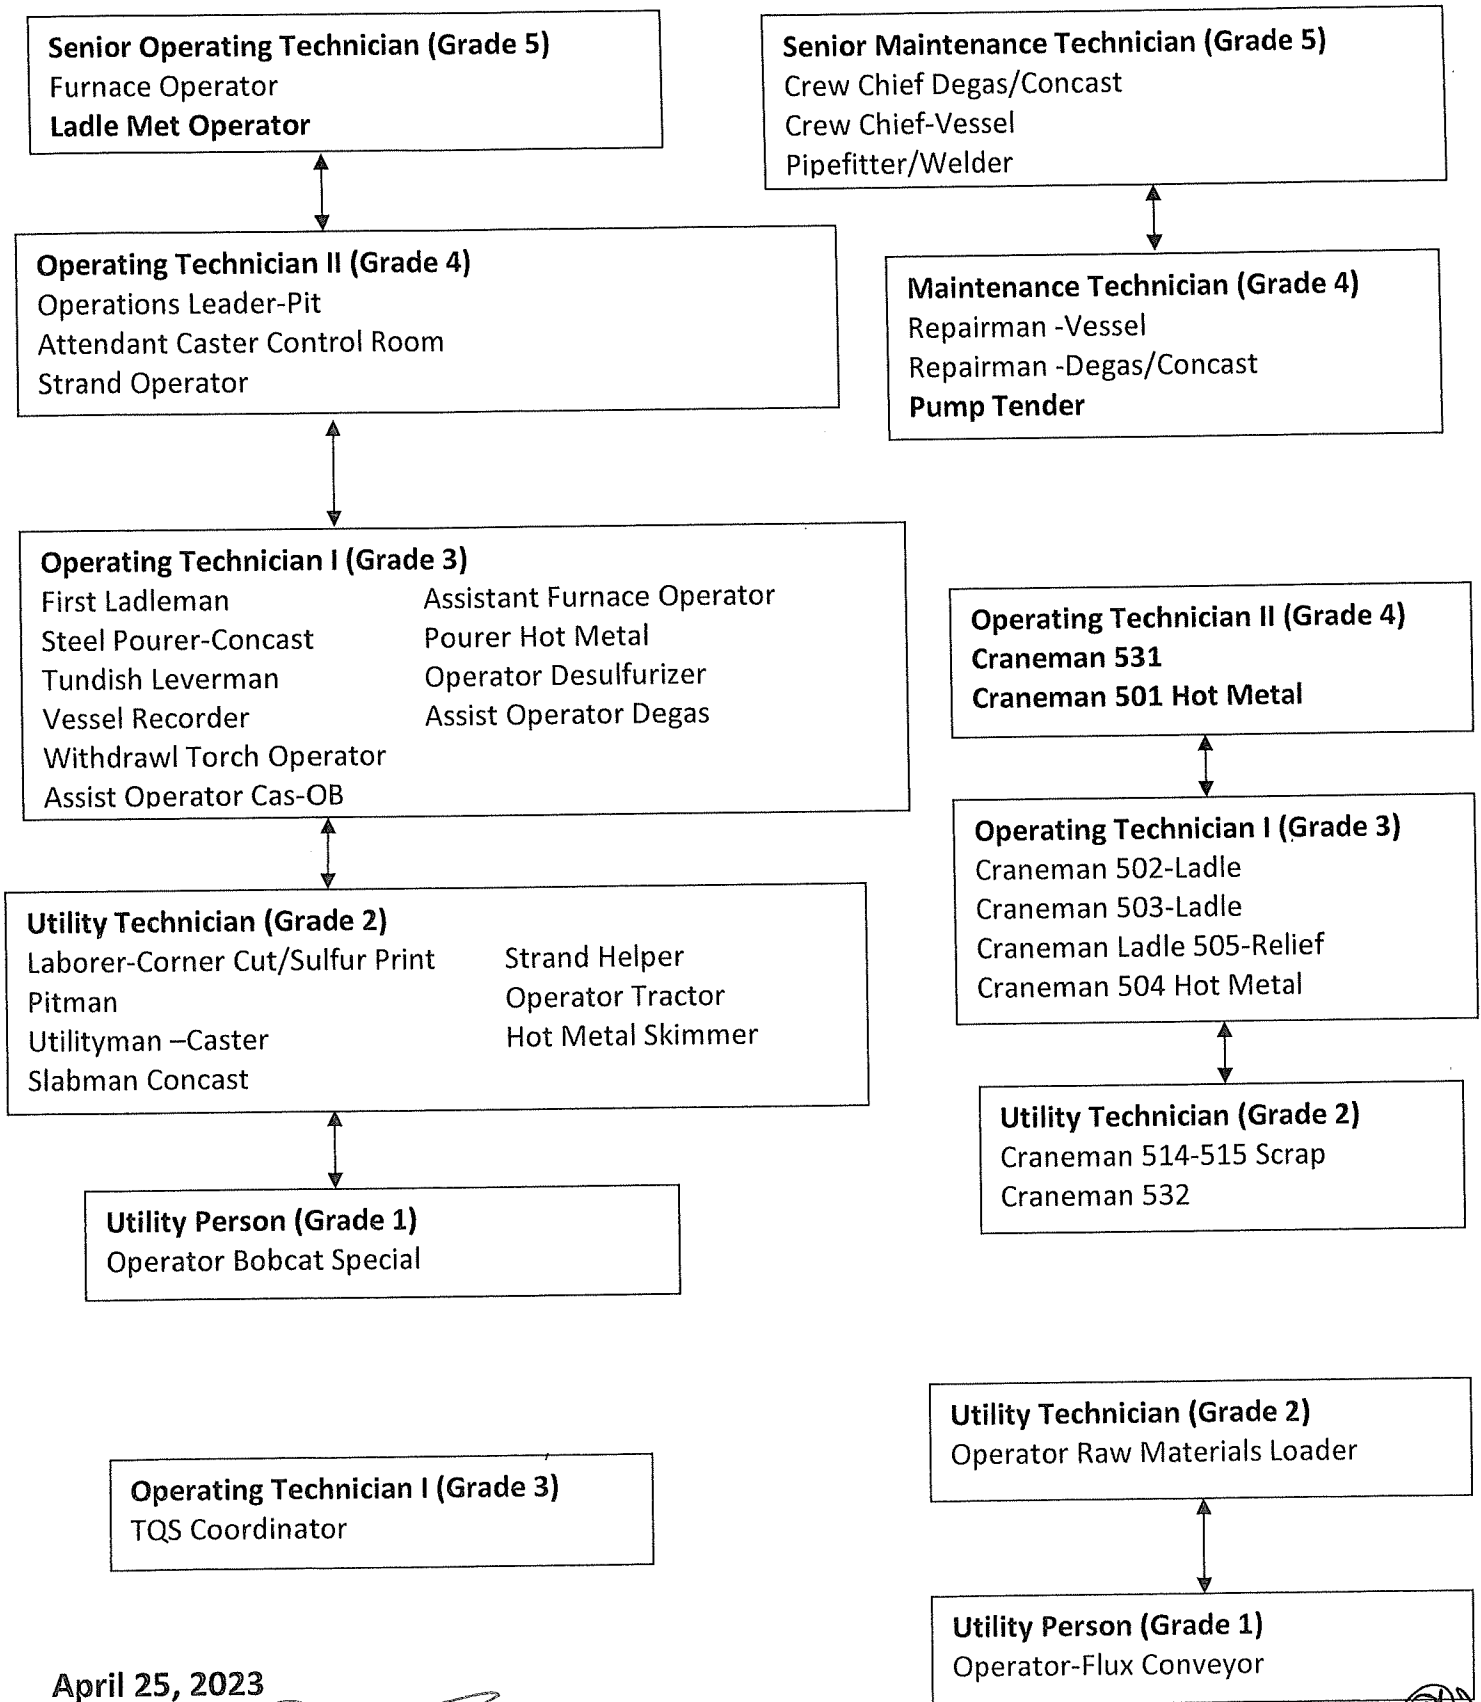 Senior Operating Technician (Grade 5)
Furnace Operator
Ladle Met Operator
Senior Maintenance Technician (Grade 5)
Crew Chief Degas/Concast
Crew Chief-Vessel
Pipefitter/Welder
Operating Technician II (Grade 4)
Operations Leader-Pit
Attendant Caster Control Room
Strand Operator
Maintenance Technician (Grade 4)
Repairman -Vessel
Repairman -Degas/Concast
Pump Tender
Operating Technician I (Grade 3)
First Ladleman
Steel Pourer-Concast
Tundish Leverman
Vessel Recorder
Withdrawl Torch Operator
Assist Operator Cas-OB
Assistant Furnace Operator
Pourer Hot Metal
Operator Desulfurizer
Assist Operator Degas
Operating Technician II (Grade 4)
Craneman 531
Craneman 501 Hot Metal
Operating Technician I (Grade 3)
Craneman 502-Ladle
Craneman 503-Ladle
Craneman Ladle 505-Relief
Craneman 504 Hot Metal
Utility Technician (Grade 2)
Laborer-Corner Cut/Sulfur Print
Pitman
Utilityman –Caster
Slabman Concast
Strand Helper
Operator Tractor
Hot Metal Skimmer
Utility Technician (Grade 2)
Craneman 514-515 Scrap
Craneman 532
Utility Person (Grade 1)
Operator Bobcat Special
Utility Technician (Grade 2)
Operator Raw Materials Loader
Operating Technician I (Grade 3)
TQS Coordinator
Utility Person (Grade 1)
Operator-Flux Conveyor
April 25, 2023